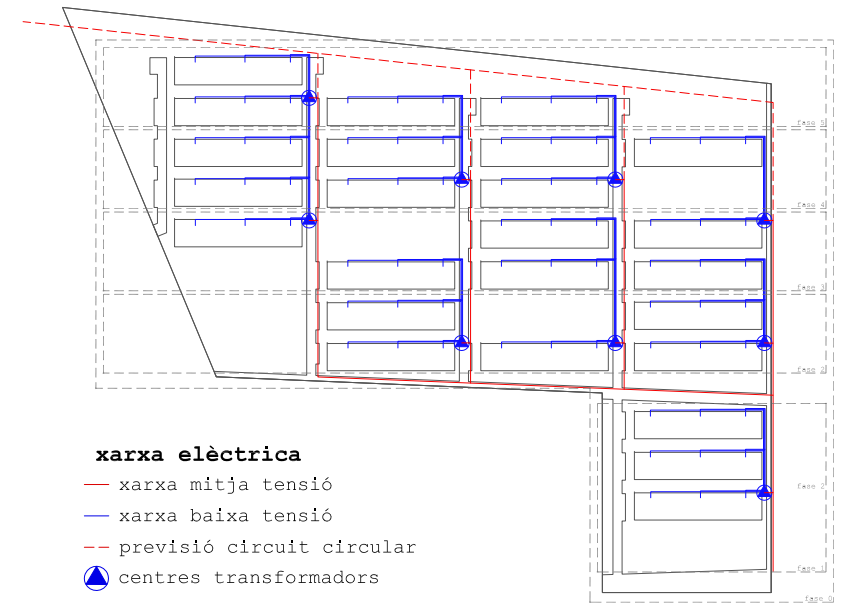 fase 5
fase 4
fase 3
fase 2
fase 2
fase 1
fase 0
xarxa elèctrica
xarxa mitja tensió
xarxa baixa tensió
previsió circuit circular
centres transformadors